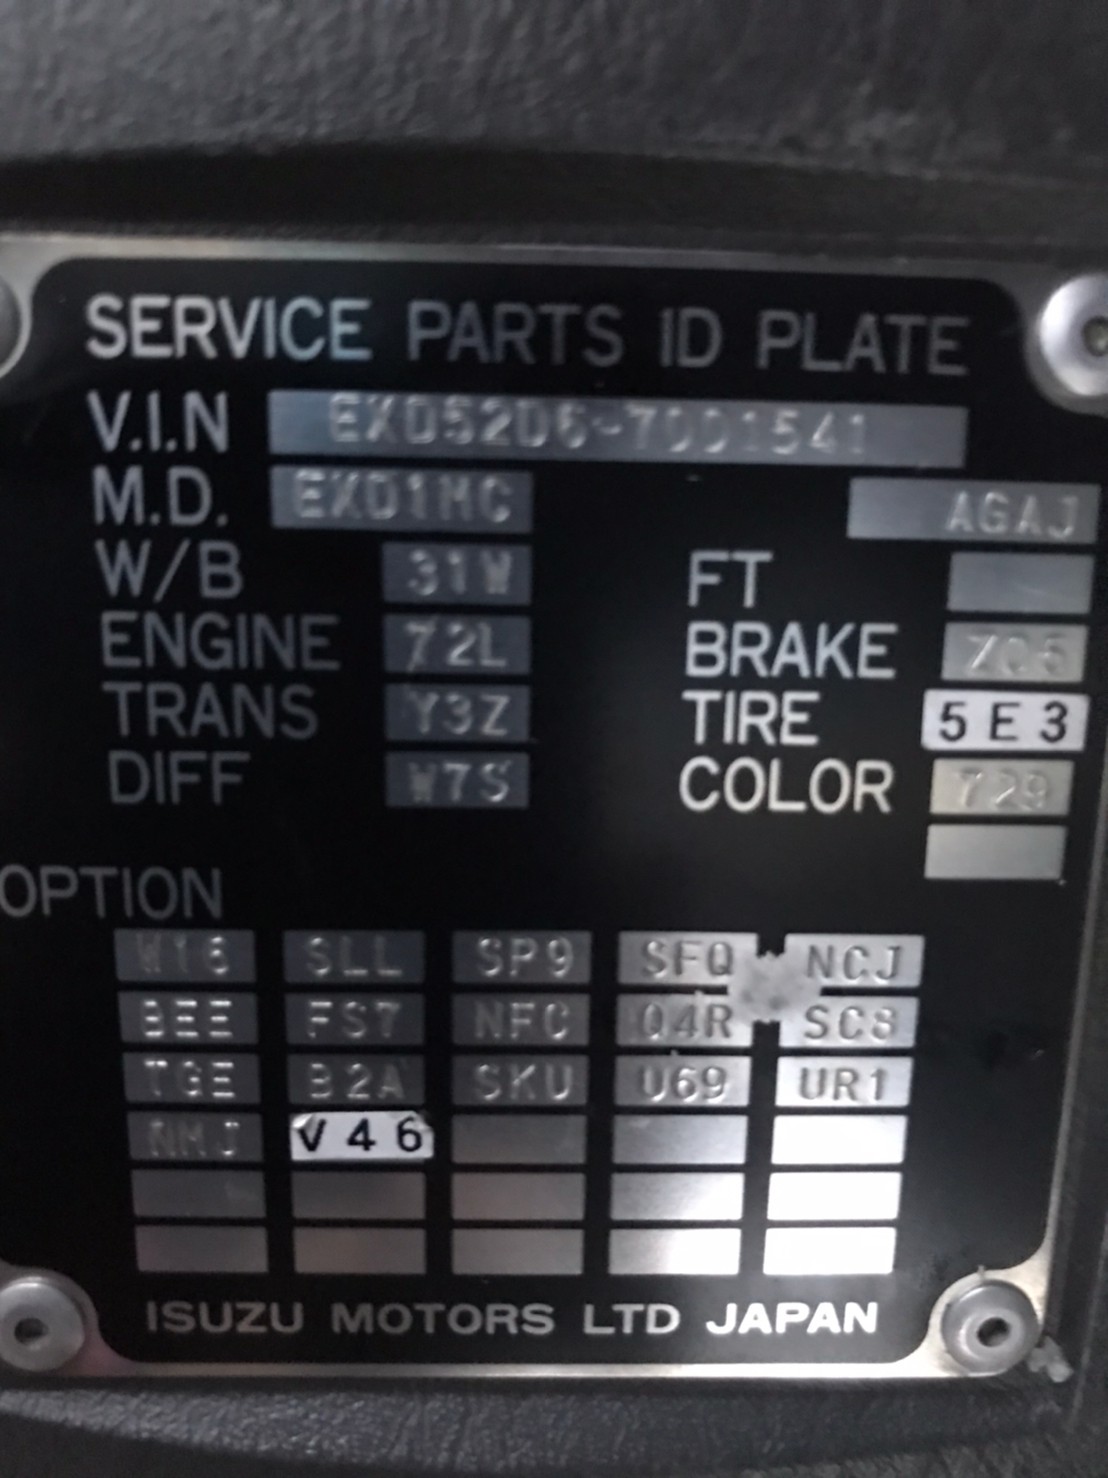 SERVICE PARTS ID PLATE
V.I.N EXD52D6-7001541
M.D. EXD1MC AGAJ
W/B 31W FT
ENGINE 72L BRAKE ZC6
TRANS Y3Z TIRE 5E3
DIFF W7S COLOR 729
OPTION
W16 SLL SP9 SFQ NCJ
BEE FS7 NFC Q4R SC8
TGE B2A SKU U69 UR1
NMJ V46
ISUZU MOTORS LTD JAPAN